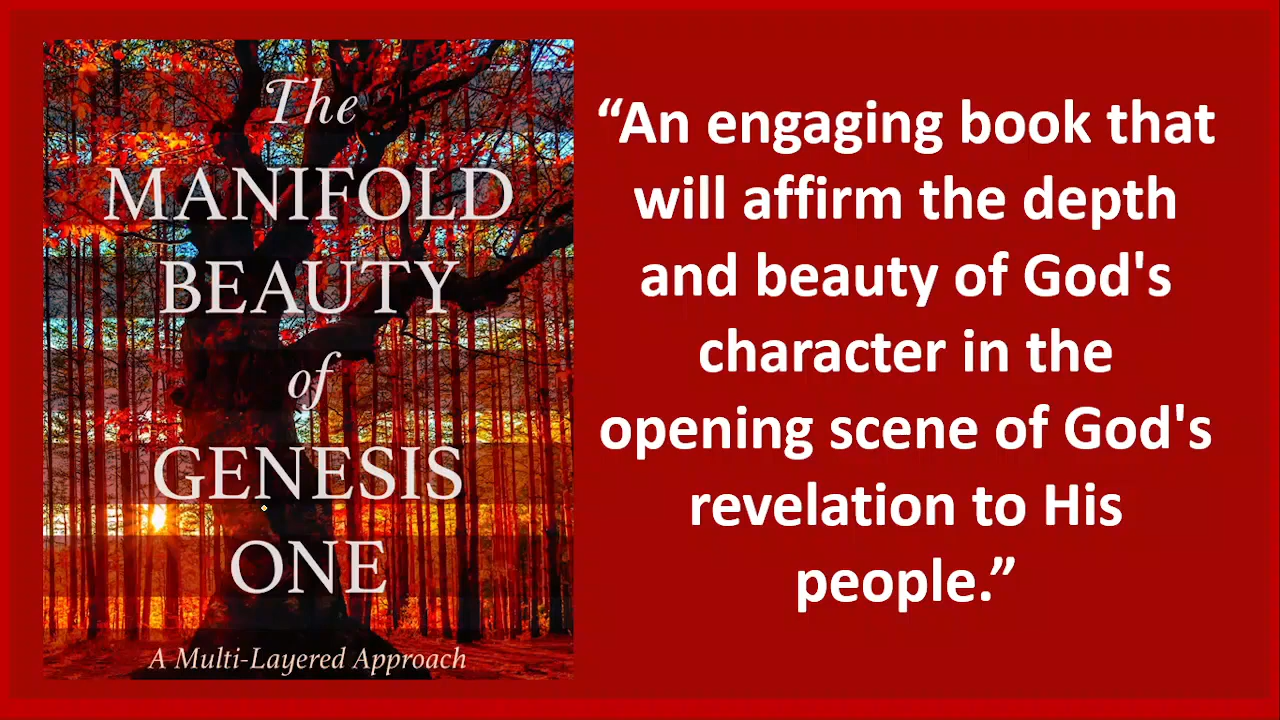 The
MANIFOLD
BEAUTY
of
GENESIS
ONE
A Multi-Layered Approach
“An engaging book that
will affirm the depth
and beauty of God's
character in the
opening scene of God's
revelation to His
people.”